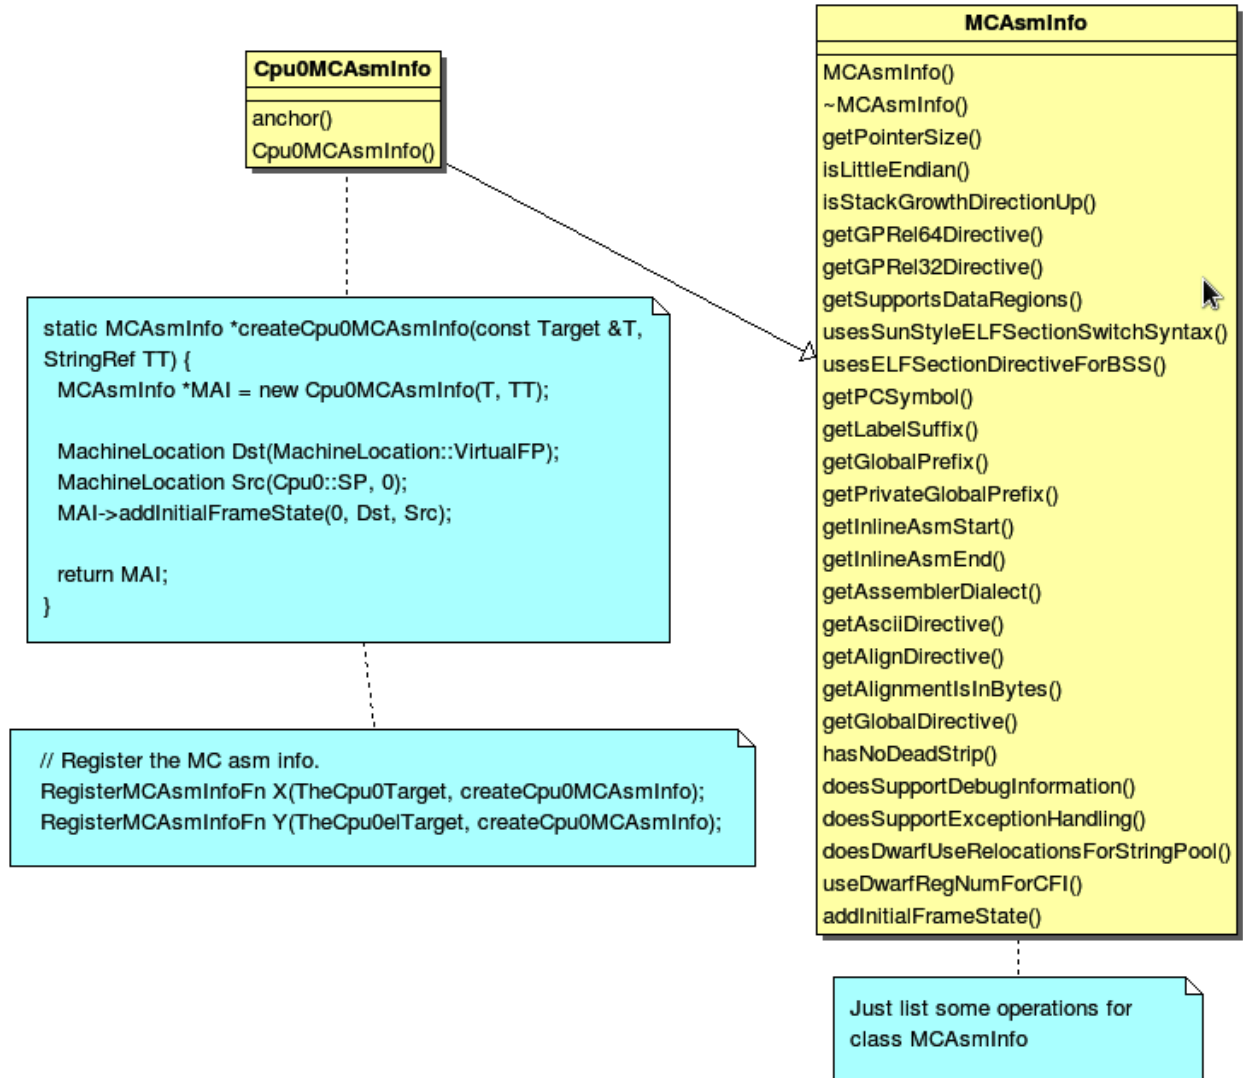 Cpu0MCAsmInfo
anchor()
Cpu0MCAsmInfo()
static MCAsmInfo *createCpu0MCAsmInfo(const Target &T,
StringRef TT) {
MCAsmInfo *MAI = new Cpu0MCAsmInfo(T, TT);
MachineLocation Dst(MachineLocation::VirtualFP);
MachineLocation Src(Cpu0::SP, 0);
MAI->addInitialFrameState(0, Dst, Src);
return MAI;
}
// Register the MC asm info.
RegisterMCAsmInfoFn X(TheCpu0Target, createCpu0MCAsmInfo);
RegisterMCAsmInfoFn Y(TheCpu0elTarget, createCpu0MCAsmInfo);
MCAsmInfo
MCAsmInfo()
~MCAsmInfo()
getPointerSize()
isLittleEndian()
isStackGrowthDirectionUp()
getGPRel64Directive()
getGPRel32Directive()
getSupportsDataRegions()
usesSunStyleELFSectionSwitchSyntax()
usesELFSectionDirectiveForBSS()
getPCSymbol()
getLabelSuffix()
getGlobalPrefix()
getPrivateGlobalPrefix()
getInlineAsmStart()
getInlineAsmEnd()
getAssemblerDialect()
getAsciiDirective()
getAlignDirective()
getAlignmentIsInBytes()
getGlobalDirective()
hasNoDeadStrip()
doesSupportDebugInformation()
doesSupportExceptionHandling()
doesDwarfUseRelocationsForStringPool()
useDwarfRegNumForCFI()
addInitialFrameState()
Just list some operations for
class MCAsmInfo